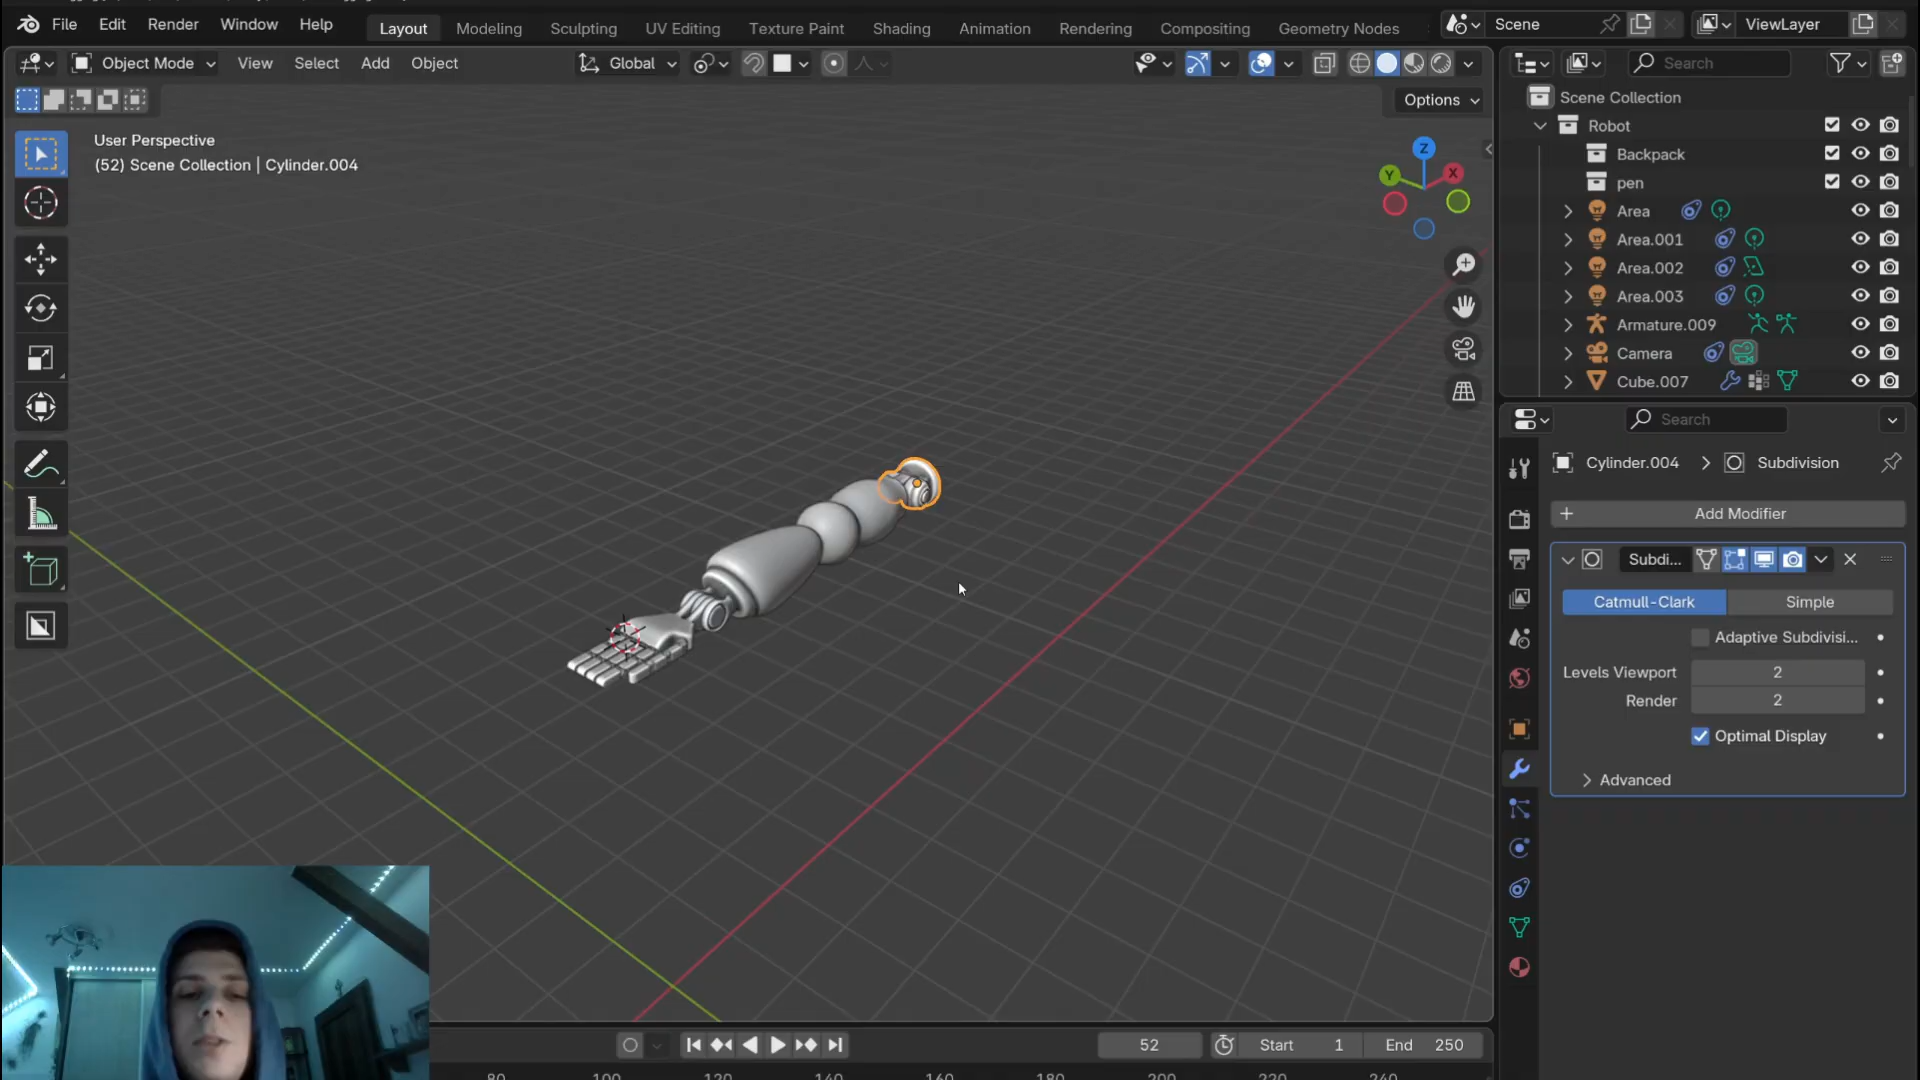 File Edit Render Window Help Layout Modeling Sculpting UV Editing Texture Paint Shading Animation Rendering Compositing Geometry Nodes Scene ViewLayer
Object Mode View Select Add Object Global Search
Options
User Perspective
(52) Scene Collection | Cylinder.004
Z
Y X
Scene Collection
Robot
Backpack
pen
Area
Area.001
Area.002
Area.003
Armature.009
Camera
Cube.007
Search
Cylinder.004 > Subdivision
+ Add Modifier
Subdi...
Catmull-Clark Simple
Adaptive Subdivisi...
Levels Viewport 2
Render 2
Optimal Display
Advanced
52 Start 1 End 250
80 100 120 140 160 180 200 220 240